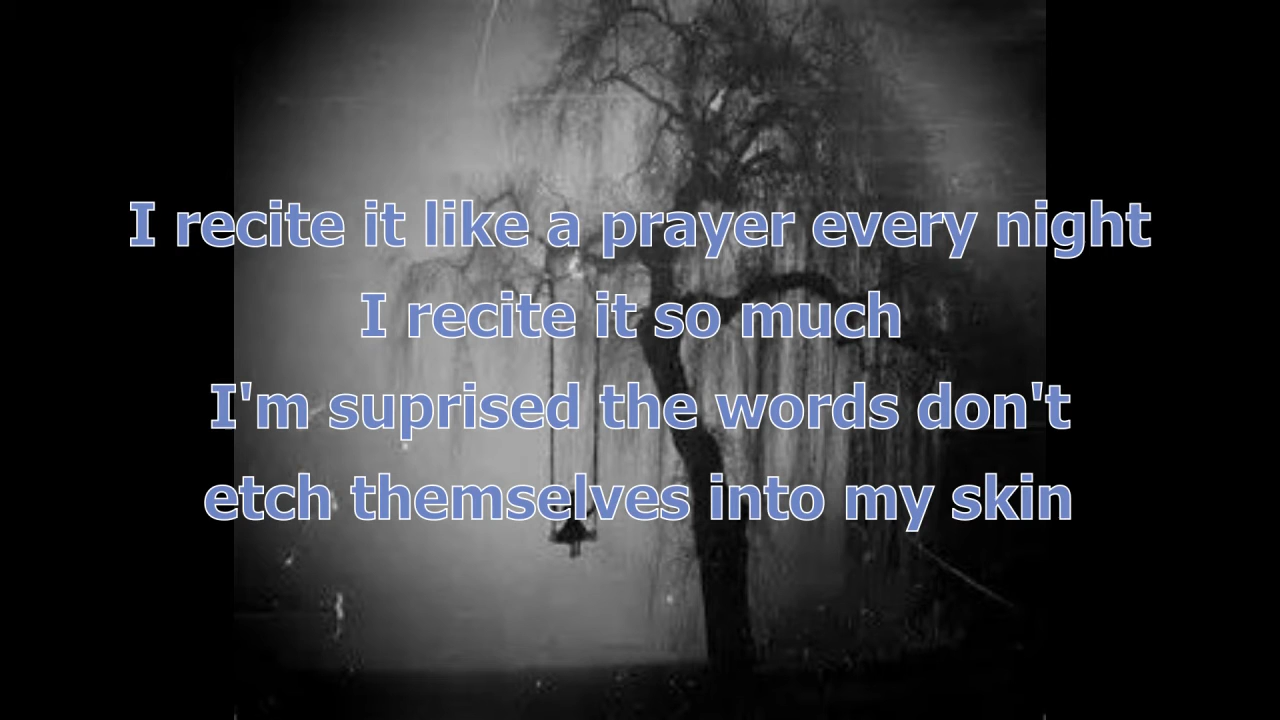 I recite it like a prayer every night
I recite it so much
I'm suprised the words don't
etch themselves into my skin